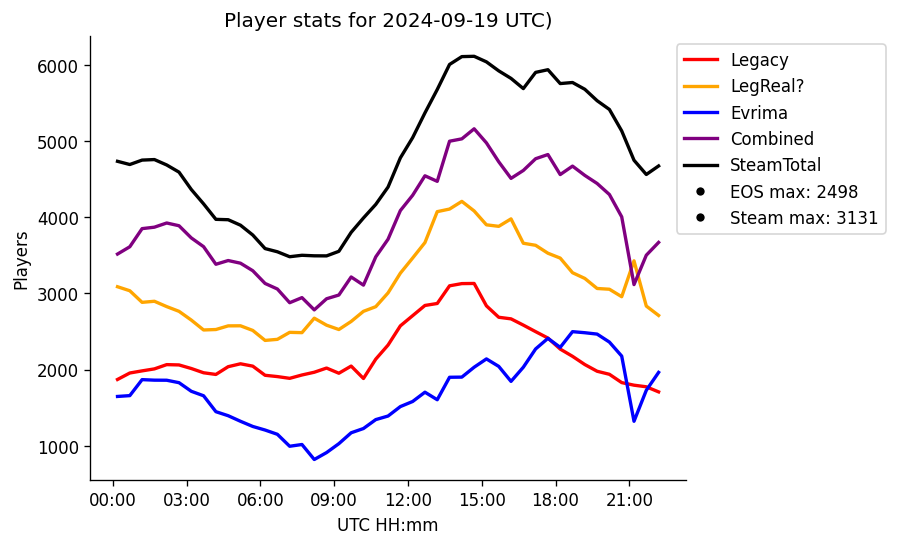 Player stats for 2024-09-19 UTC)
Legacy
LegReal?
Evrima
Combined
SteamTotal
EOS max: 2498
Steam max: 3131
Players
6000
5000
4000
3000
2000
1000
00:00 03:00 06:00 09:00 12:00 15:00 18:00 21:00
UTC HH:mm